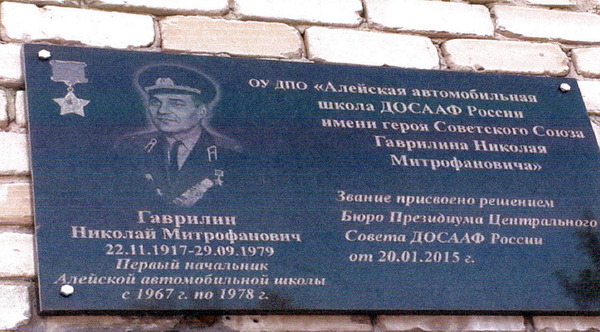 ОУ ДПО «Алейская автомобильная
школа ДОСААФ России
имени героя Советского Союза
Гаврилина Николая
Митрофановича»
Звание присвоено решением
Бюро Президиума Центрального
Совета ДОСААФ России
от 20.01.2015 г.
Гаврилин
Николай Митрофанович
22.11.1917-29.09.1979
Первый начальник
Алейской автомобильной школы
с 1967 г. по 1978 г.